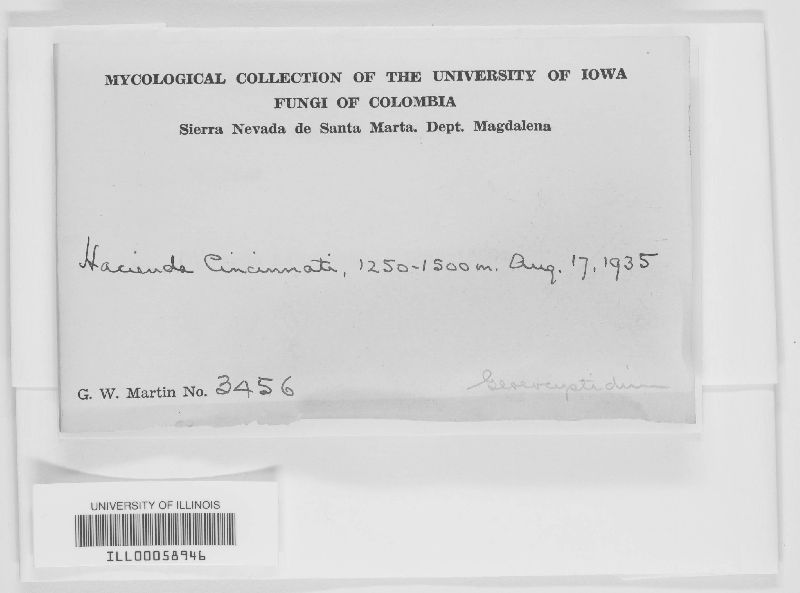 MYCOLOGICAL COLLECTION OF THE UNIVERSITY OF IOWA
FUNGI OF COLOMBIA
Sierra Nevada de Santa Marta. Dept. Magdalena
Hacienda Cincinnati, 1250-1500 m. Aug. 17, 1935
G. W. Martin No. 3456
UNIVERSITY OF ILLINOIS
ILL00058946